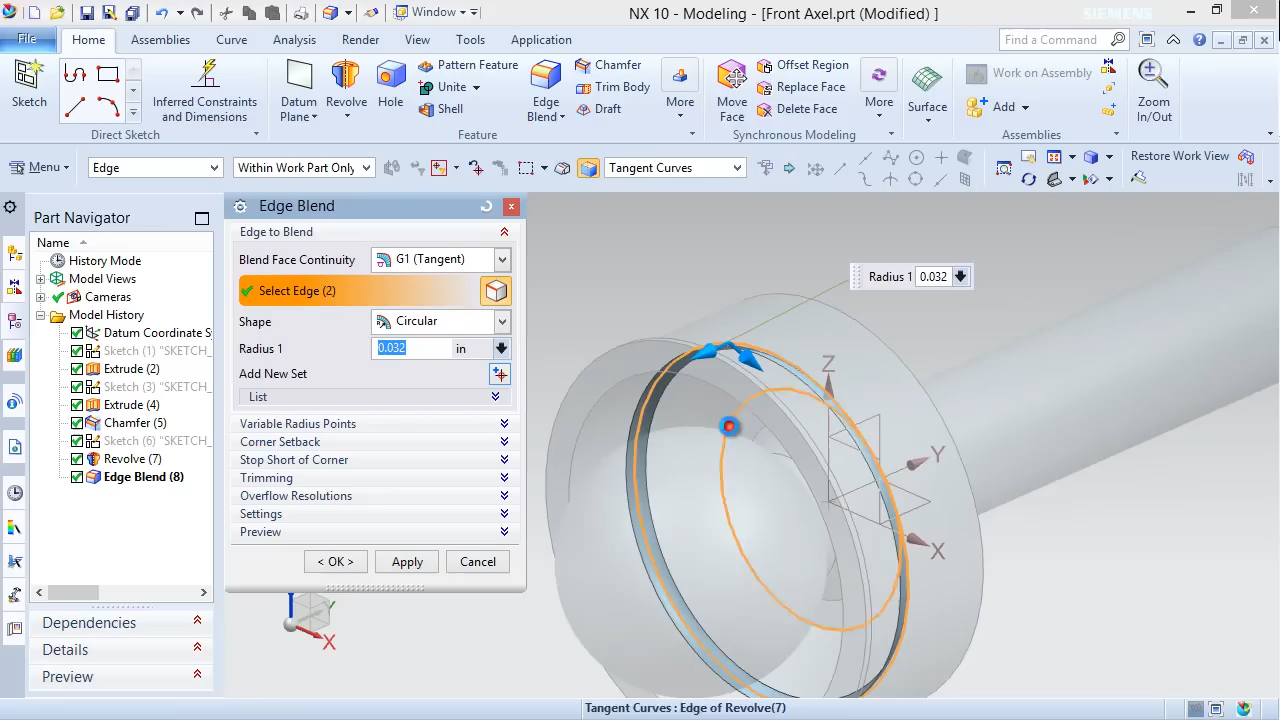 NX 10 - Modeling - [Front Axel.prt (Modified) ]
SIEMENS
Window
File
Home
Assemblies
Curve
Analysis
Render
View
Tools
Application
Find a Command
Sketch
Inferred Constraints
and Dimensions
Direct Sketch
Datum
Plane
Revolve
Hole
Pattern Feature
Unite
Shell
Edge
Blend
Chamfer
Trim Body
Draft
More
Feature
Move
Face
Offset Region
Replace Face
Delete Face
More
Synchronous Modeling
Surface
Work on Assembly
Add
Assemblies
Zoom
In/Out
Menu
Edge
Within Work Part Only
Tangent Curves
Restore Work View
Part Navigator
Name
History Mode
Model Views
Cameras
Model History
Datum Coordinate S
Sketch (1) "SKETCH_
Extrude (2)
Sketch (3) "SKETCH_
Extrude (4)
Chamfer (5)
Sketch (6) "SKETCH_
Revolve (7)
Edge Blend (8)
Dependencies
Details
Preview
Edge Blend
Edge to Blend
Blend Face Continuity
G1 (Tangent)
Select Edge (2)
Shape
Circular
Radius 1
0.032
in
Add New Set
List
Variable Radius Points
Corner Setback
Stop Short of Corner
Trimming
Overflow Resolutions
Settings
Preview
< OK >
Apply
Cancel
Radius 1
0.032
Z
Y
X
Y
X
Tangent Curves : Edge of Revolve(7)